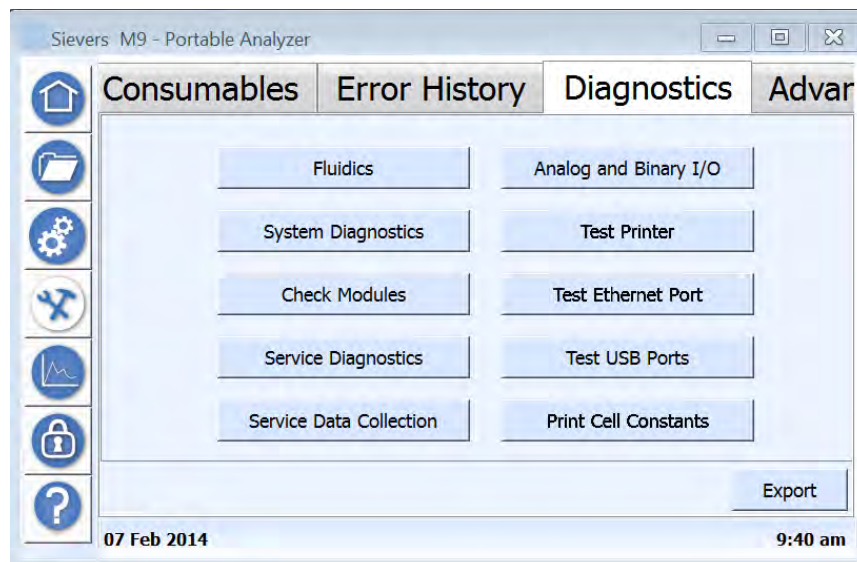 Sievers M9 - Portable Analyzer
Consumables Error History Diagnostics Advar
Fluidics Analog and Binary I/O
System Diagnostics Test Printer
Check Modules Test Ethernet Port
Service Diagnostics Test USB Ports
Service Data Collection Print Cell Constants
?
Export
07 Feb 2014 9:40 am